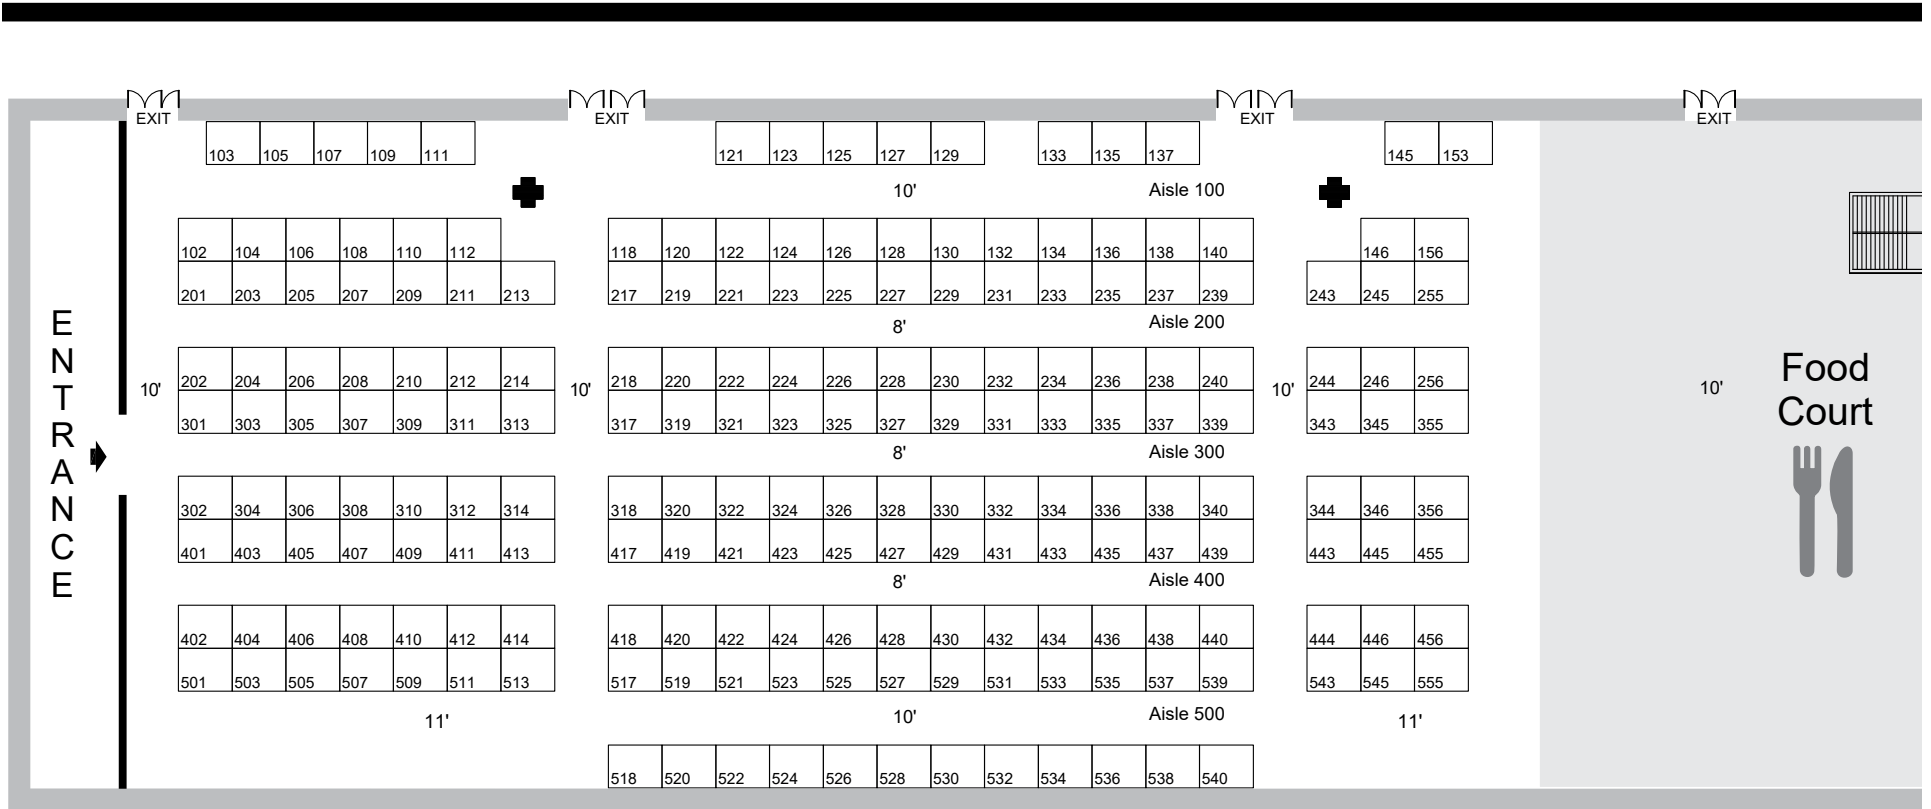 EXIT EXIT EXIT EXIT
103 105 107 109 111 121 123 125 127 129 133 135 137 145 153
10' Aisle 100
102 104 106 108 110 112 118 120 122 124 126 128 130 132 134 136 138 140 146 156
201 203 205 207 209 211 213 217 219 221 223 225 227 229 231 233 235 237 239 243 245 255
8' Aisle 200
ENTRANCE
10' 10' 10' 10'
202 204 206 208 210 212 214 218 220 222 224 226 228 230 232 234 236 238 240 244 246 256
301 303 305 307 309 311 313 317 319 321 323 325 327 329 331 333 335 337 339 343 345 355
Food
Court
8' Aisle 300
302 304 306 308 310 312 314 318 320 322 324 326 328 330 332 334 336 338 340 344 346 356
401 403 405 407 409 411 413 417 419 421 423 425 427 429 431 433 435 437 439 443 445 455
8' Aisle 400
402 404 406 408 410 412 414 418 420 422 424 426 428 430 432 434 436 438 440 444 446 456
501 503 505 507 509 511 513 517 519 521 523 525 527 529 531 533 535 537 539 543 545 555
11' 10' Aisle 500 11'
518 520 522 524 526 528 530 532 534 536 538 540